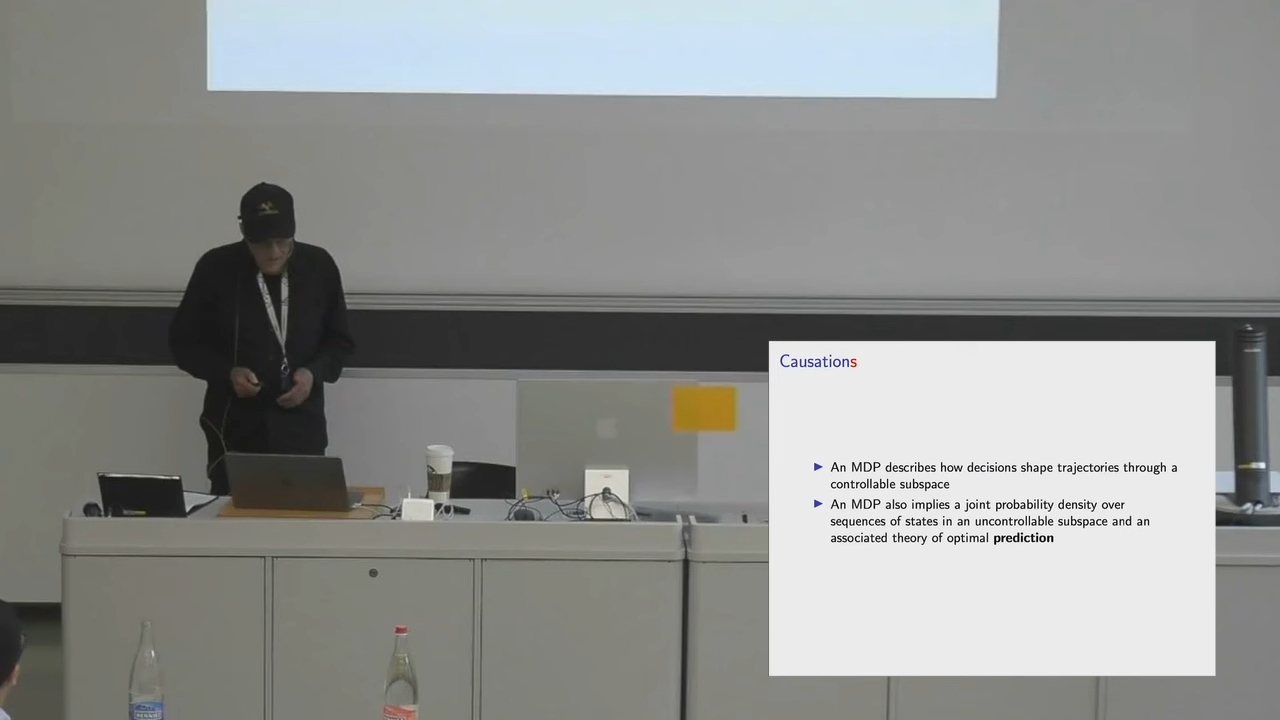 Causations
An MDP describes how decisions shape trajectories through a
controllable subspace
An MDP also implies a joint probability density over
sequences of states in an uncontrollable subspace and an
associated theory of optimal prediction